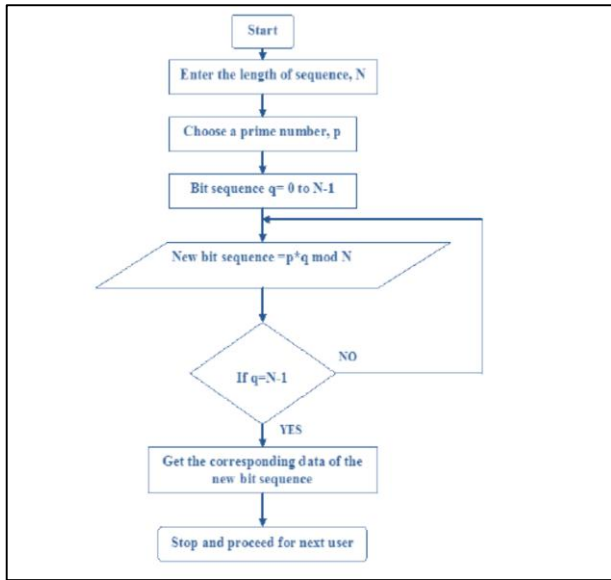 Start
Enter the length of sequence, N
Choose a prime number, p
Bit sequence q= 0 to N-1
New bit sequence =p*q mod N
If q=N-1
NO
YES
Get the corresponding data of the
new bit sequence
Stop and proceed for next user